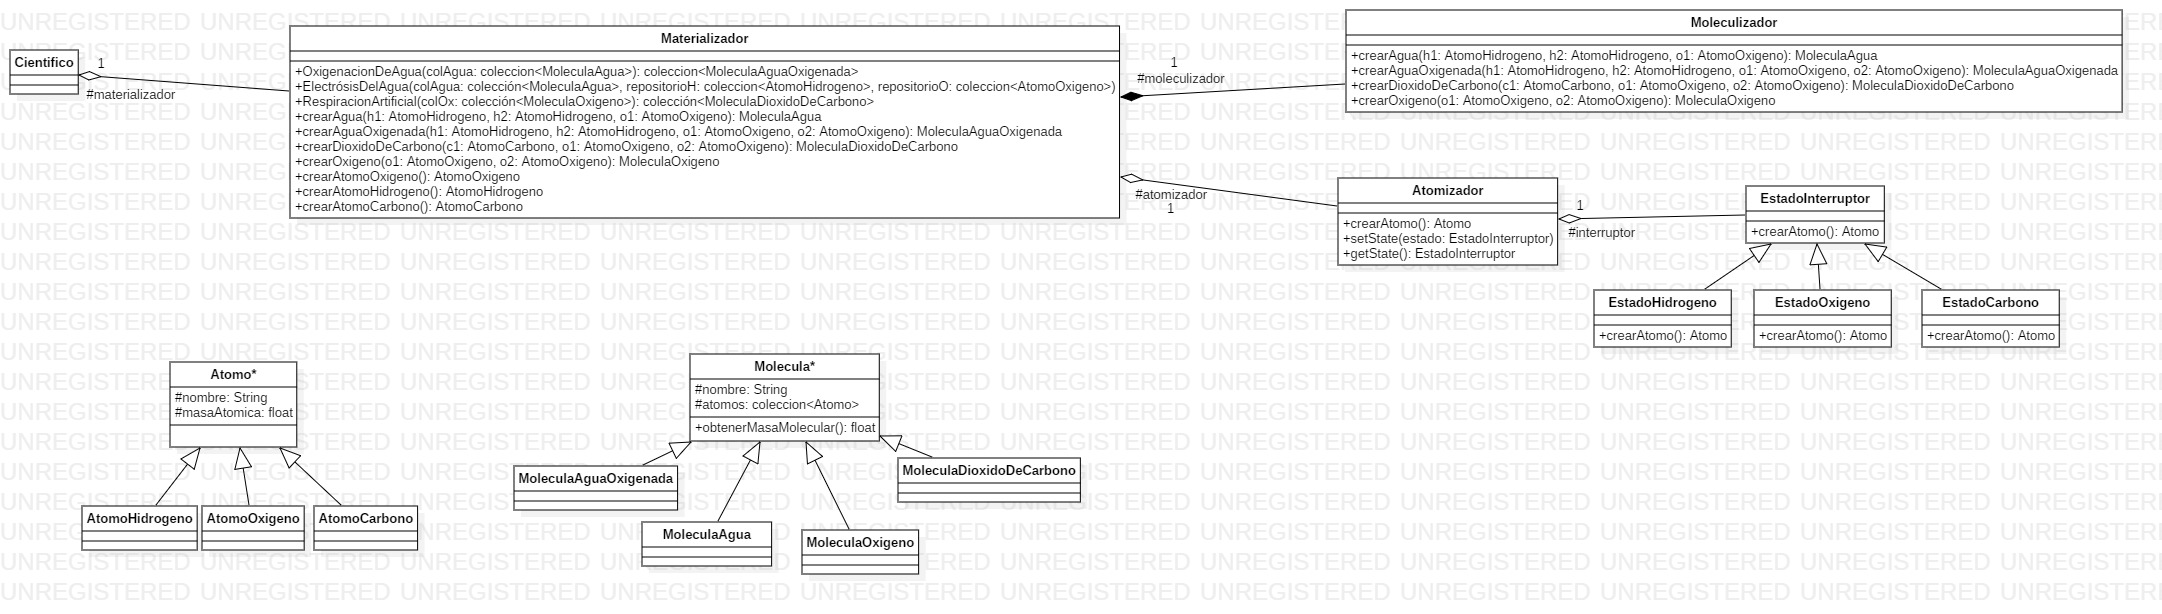 Cientifico
1
#materializador
Materializador
+OxigenacionDeAgua(colAgua: coleccion<MoleculaAgua>): coleccion<MoleculaAguaOxigenada>
+ElectrósisDelAgua(colAgua: colección<MoleculaAgua>, repositorioH: coleccion<AtomoHidrogeno>, repositorioO: coleccion<AtomoOxigeno>)
+RespiracionArtificial(colOx: colección<MoleculaOxigeno>): colección<MoleculaDioxidoDeCarbono>
+crearAgua(h1: AtomoHidrogeno, h2: AtomoHidrogeno, o1: AtomoOxigeno): MoleculaAgua
+crearAguaOxigenada(h1: AtomoHidrogeno, h2: AtomoHidrogeno, o1: AtomoOxigeno, o2: AtomoOxigeno): MoleculaAguaOxigenada
+crearDioxidoDeCarbono(c1: AtomoCarbono, o1: AtomoOxigeno, o2: AtomoOxigeno): MoleculaDioxidoDeCarbono
+crearOxigeno(o1: AtomoOxigeno, o2: AtomoOxigeno): MoleculaOxigeno
+crearAtomoOxigeno(): AtomoOxigeno
+crearAtomoHidrogeno(): AtomoHidrogeno
+crearAtomoCarbono(): AtomoCarbono
1
#moleculizador
Moleculizador
+crearAgua(h1: AtomoHidrogeno, h2: AtomoHidrogeno, o1: AtomoOxigeno): MoleculaAgua
+crearAguaOxigenada(h1: AtomoHidrogeno, h2: AtomoHidrogeno, o1: AtomoOxigeno, o2: AtomoOxigeno): MoleculaAguaOxigenada
+crearDioxidoDeCarbono(c1: AtomoCarbono, o1: AtomoOxigeno, o2: AtomoOxigeno): MoleculaDioxidoDeCarbono
+crearOxigeno(o1: AtomoOxigeno, o2: AtomoOxigeno): MoleculaOxigeno
#atomizador
1
Atomizador
+crearAtomo(): Atomo
+setState(estado: EstadoInterruptor)
+getState(): EstadoInterruptor
1
#interruptor
EstadoInterruptor
+crearAtomo(): Atomo
EstadoHidrogeno
+crearAtomo(): Atomo
EstadoOxigeno
+crearAtomo(): Atomo
EstadoCarbono
+crearAtomo(): Atomo
Atomo*
#nombre: String
#masaAtomica: float
AtomoHidrogeno
AtomoOxigeno
AtomoCarbono
Molecula*
#nombre: String
#atomos: coleccion<Atomo>
+obtenerMasaMolecular(): float
MoleculaAguaOxigenada
MoleculaAgua
MoleculaOxigeno
MoleculaDioxidoDeCarbono
UNREGISTERED